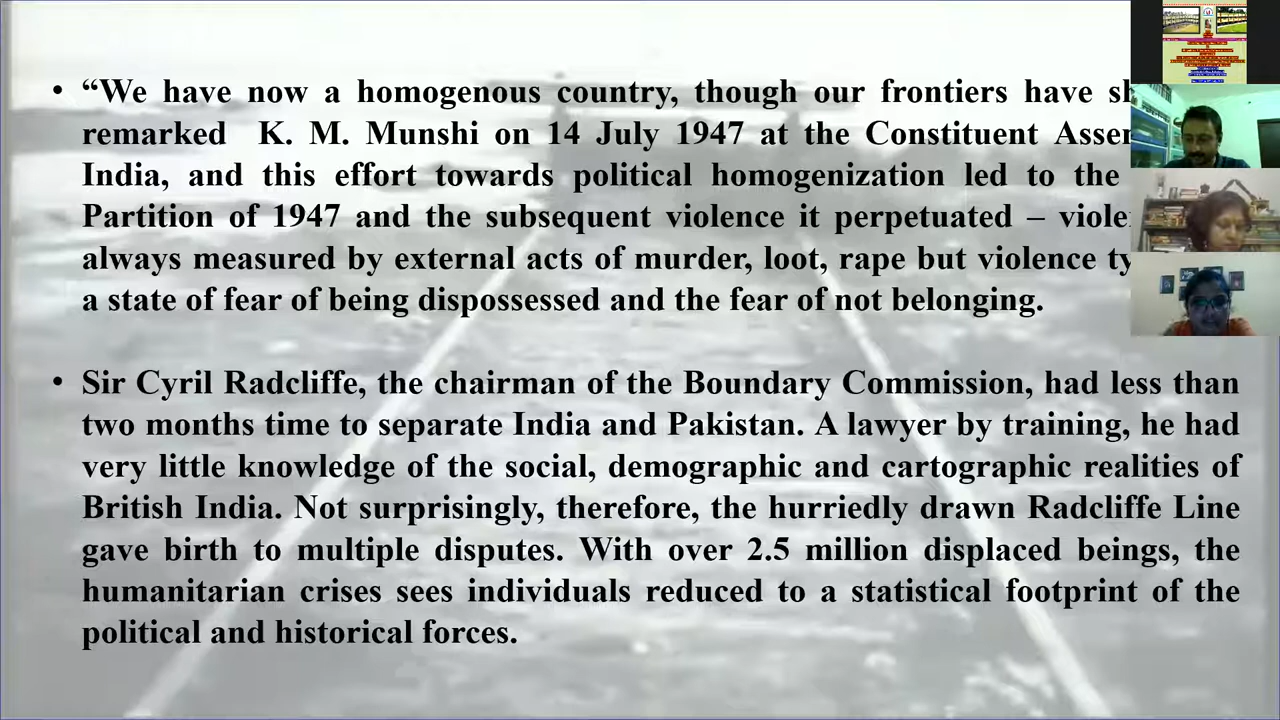 • “We have now a homogenous country, though our frontiers have
remarked K. M. Munshi on 14 July 1947 at the Constituent
India, and this effort towards political homogenization led to the
Partition of 1947 and the subsequent violence it perpetuated –
always measured by external acts of murder, loot, rape but violence
a state of fear of being dispossessed and the fear of not belonging.
• Sir Cyril Radcliffe, the chairman of the Boundary Commission, had less than
two months time to separate India and Pakistan. A lawyer by training, he had
very little knowledge of the social, demographic and cartographic realities of
British India. Not surprisingly, therefore, the hurriedly drawn Radcliffe Line
gave birth to multiple disputes. With over 2.5 million displaced beings, the
humanitarian crises sees individuals reduced to a statistical footprint of the
political and historical forces.